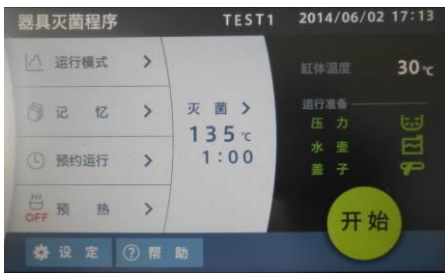 器具灭菌程序 TEST1 2014/06/02 17:13
运行模式 >
记忆 >
预约运行 >
OFF 预热 >
灭菌 >
135℃
1:00
缸体温度 30℃
运行准备
压力
水壶
盖子
开始
设定 ? 帮助